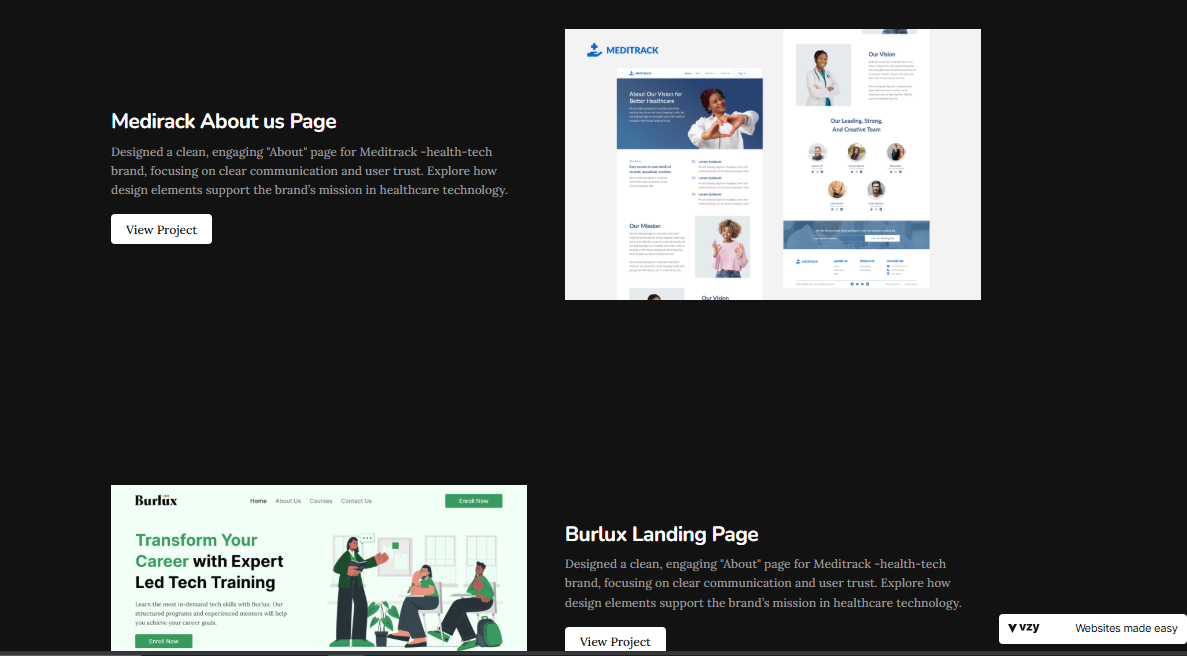 Medirack About us Page
Designed a clean, engaging "About" page for Meditrack -health-tech
brand, focusing on clear communication and user trust. Explore how
design elements support the brand's mission in healthcare technology.
View Project
MEDITRACK
MEDITRACK
About Our Vision for
Better Healthcare
Our Mission
Our Vision
Our Vision
Our Leading, Strong,
And Creative Team
MEDITRACK
Burlux
Home About Us Courses Contact Us
Enroll Now
Transform Your
Career with Expert
Led Tech Training
Learn the most in-demand tech skills with Burlux. Our
structured programs and experienced mentors will help
you achieve your career goals.
Enroll Now
Burlux Landing Page
Designed a clean, engaging "About" page for Meditrack -health-tech
brand, focusing on clear communication and user trust. Explore how
design elements support the brand's mission in healthcare technology.
View Project
vzy Websites made easy